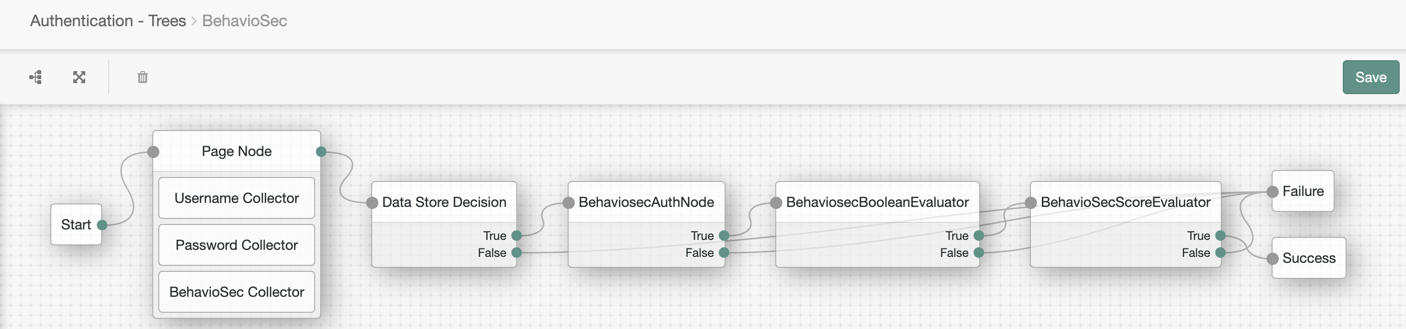 Authentication - Trees > BehavioSec
Save
Start
Page Node
Username Collector
Password Collector
BehavioSec Collector
Data Store Decision
True
False
BehaviosecAuthNode
True
False
BehaviosecBooleanEvaluator
True
False
BehavioSecScoreEvaluator
True
False
Failure
Success